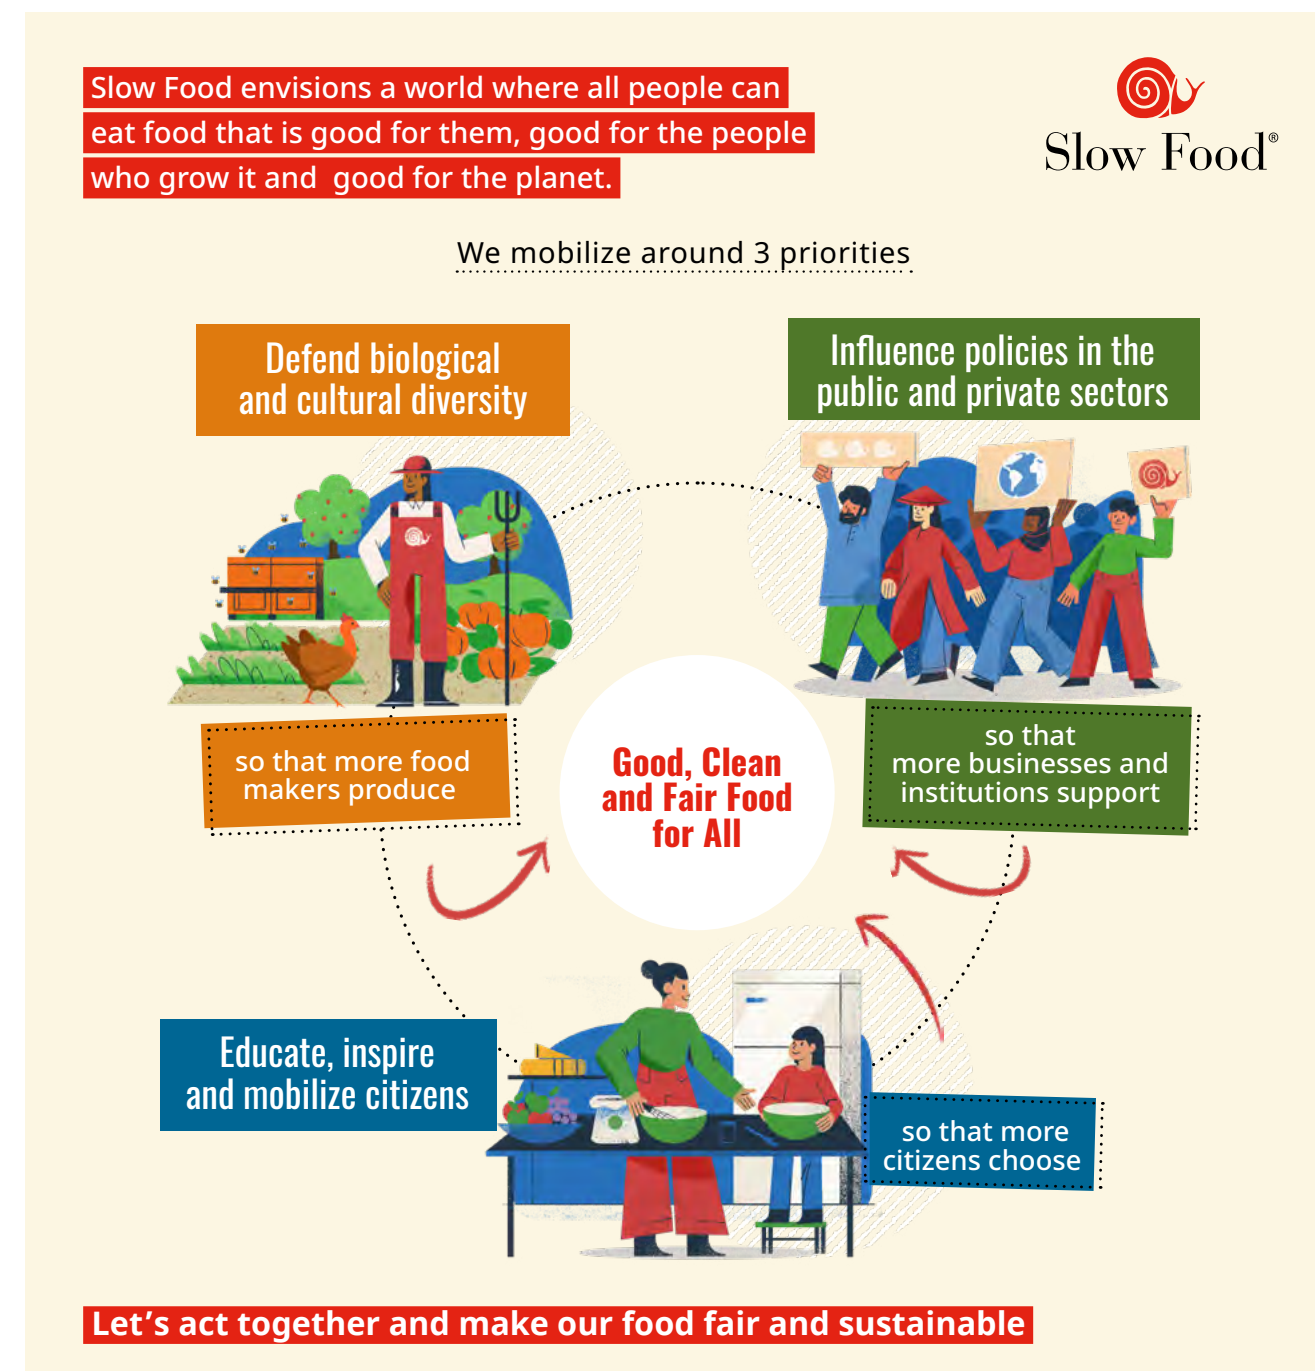 Slow Food envisions a world where all people can
eat food that is good for them, good for the people
who grow it and good for the planet.
Slow Food®
We mobilize around 3 priorities
Defend biological
and cultural diversity
Influence policies in the
public and private sectors
so that more food
makers produce
so that
more businesses and
institutions support
Good, Clean
and Fair Food
for All
Educate, inspire
and mobilize citizens
so that more
citizens choose
Let's act together and make our food fair and sustainable